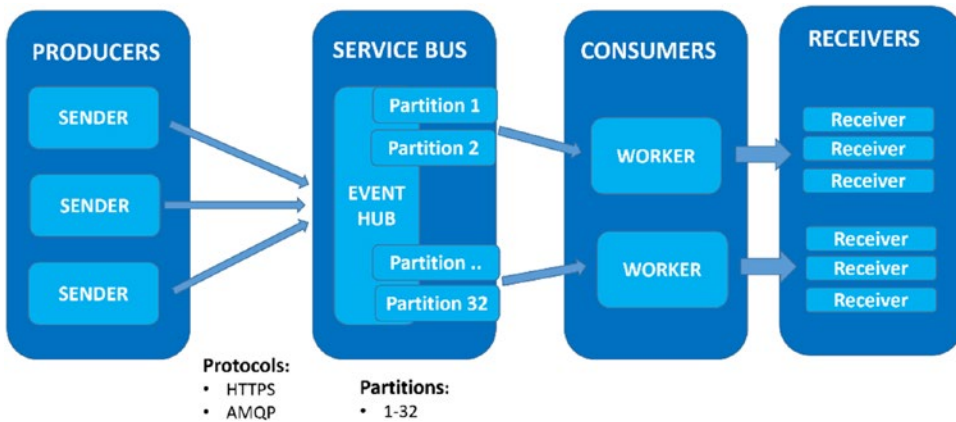 PRODUCERS
SENDER
SENDER
SENDER
SERVICE BUS
Partition 1
Partition 2
EVENT
HUB
Partition ..
Partition 32
CONSUMERS
WORKER
WORKER
RECEIVERS
Receiver
Receiver
Receiver
Receiver
Receiver
Receiver
Protocols:
• HTTPS
• AMQP
Partitions:
• 1-32